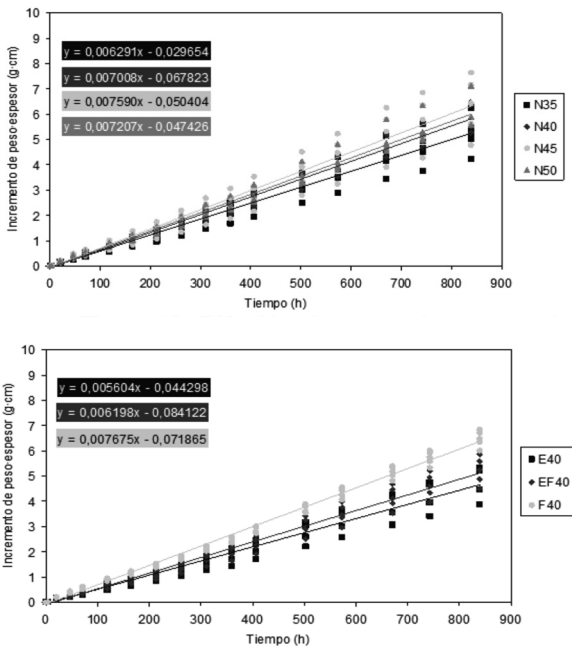 10
9
8
7
6
5
4
3
2
1
0
Incremento de peso·espesor (g·cm)
y = 0,006291x - 0,029654
y = 0,007008x - 0,067823
y = 0,007590x - 0,050404
y = 0,007207x - 0,047426
N35
N40
N45
N50
0 100 200 300 400 500 600 700 800 900
Tiempo (h)
10
9
8
7
6
5
4
3
2
1
0
Incremento de peso·espesor (g·cm)
y = 0,005604x - 0,044298
y = 0,006198x - 0,084122
y = 0,007675x - 0,071865
E40
EF40
F40
0 100 200 300 400 500 600 700 800 900
Tiempo (h)